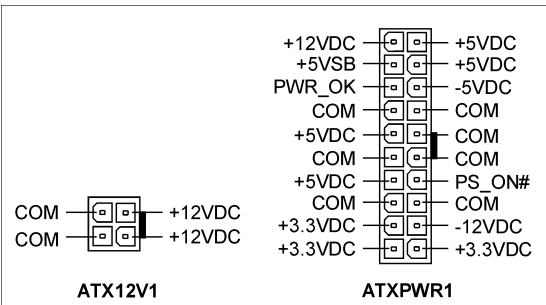 +12VDC +5VDC
+5VSB +5VDC
PWR_OK -5VDC
COM COM
+5VDC COM
COM COM
+5VDC PS_ON#
COM COM
+3.3VDC -12VDC
+3.3VDC +3.3VDC
ATXPWR1
COM +12VDC
COM +12VDC
ATX12V1